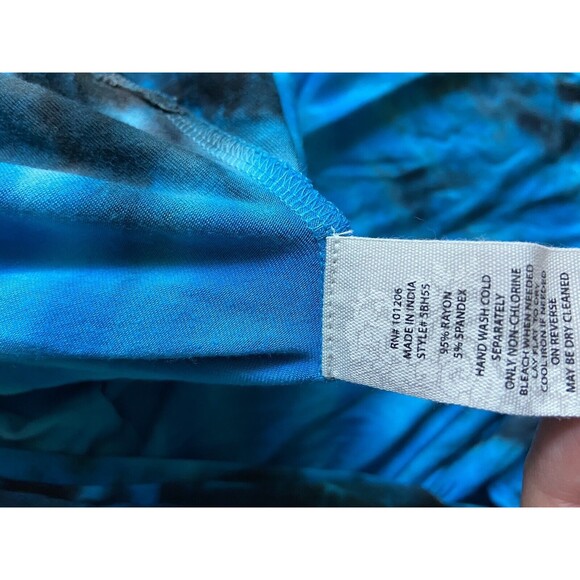 RN# 101206
MADE IN INDIA
STYLE# 5BH55
95% RAYON
5% SPANDEX
HAND WASH COLD
SEPARATELY
ONLY NON-CHLORINE
BLEACH WHEN NEEDED
LAY FLAT TO DRY
COOL IRON IF NEEDED
ON REVERSE
MAY BE DRY CLEANED